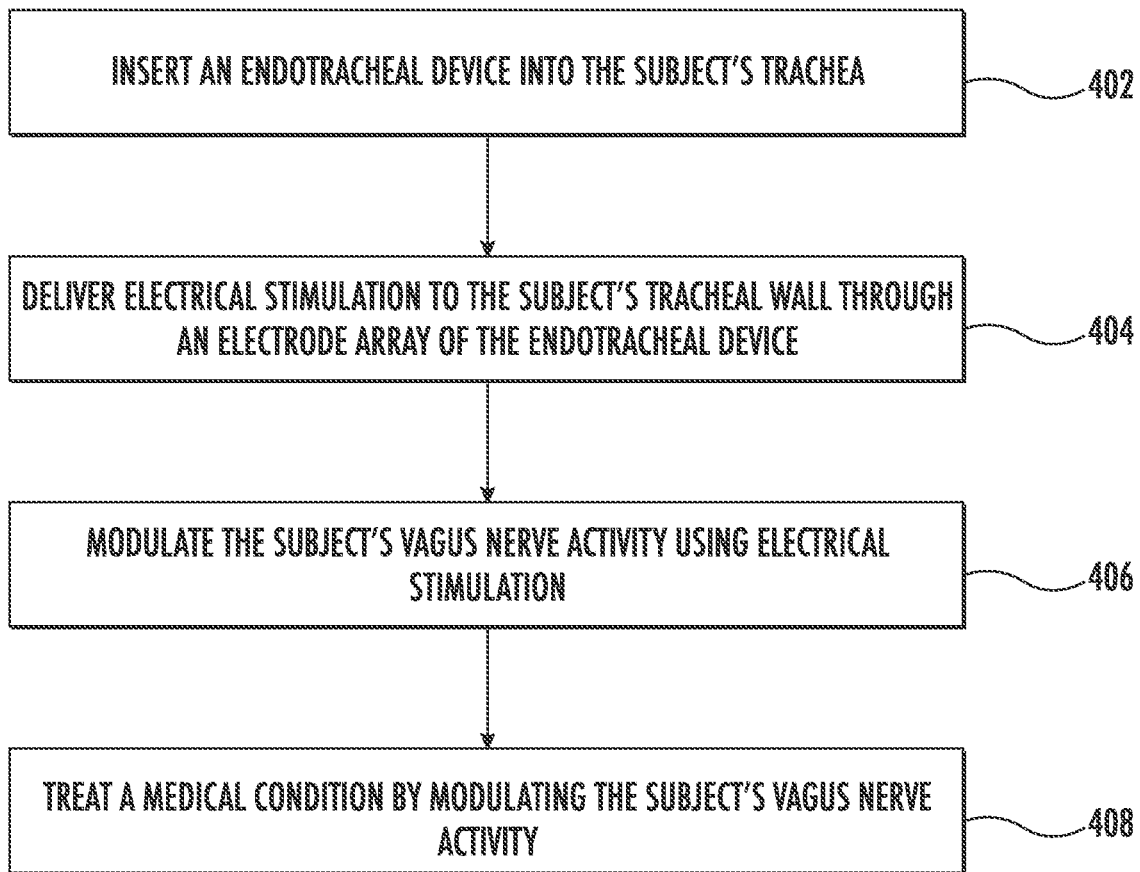 INSERT AN ENDOTRACHEAL DEVICE INTO THE SUBJECT'S TRACHEA
402
DELIVER ELECTRICAL STIMULATION TO THE SUBJECT'S TRACHEAL WALL THROUGH
AN ELECTRODE ARRAY OF THE ENDOTRACHEAL DEVICE
404
MODULATE THE SUBJECT'S VAGUS NERVE ACTIVITY USING ELECTRICAL
STIMULATION
406
TREAT A MEDICAL CONDITION BY MODULATING THE SUBJECT'S VAGUS NERVE
ACTIVITY
408